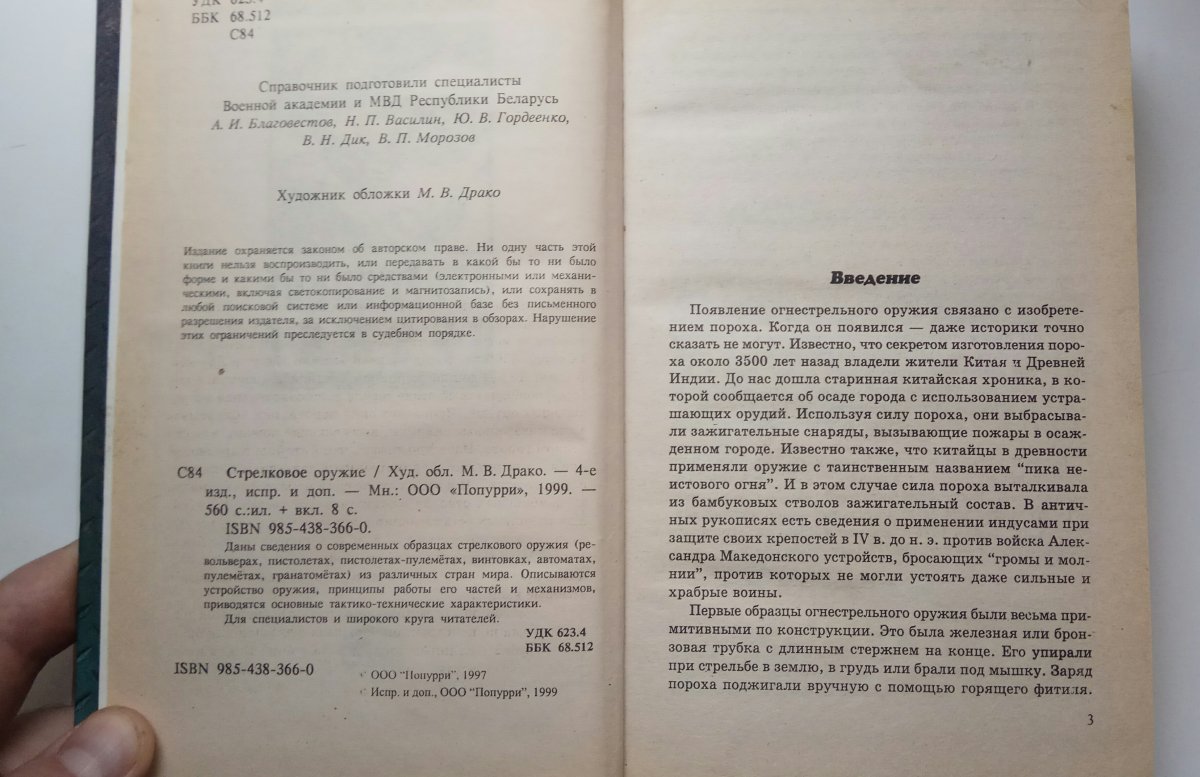 УДК 623.4
ББК 68.512
С84
Справочник подготовили специалисты
Военной академии и МВД Республики Беларусь
А. И. Благовестов, Н. П. Василин, Ю. В. Гордеенко,
В. Н. Дик, В. П. Морозов
Художник обложки М. В. Драко
Издание охраняется законом об авторском праве. Ни одну часть этой
книги нельзя воспроизводить, или передавать в какой бы то ни было
форме и какими бы то ни было средствами (электронными или механи-
ческими, включая светокопирование и магнитозапись), или сохранять в
любой поисковой системе или информационной базе без письменного
разрешения издателя, за исключением цитирования в обзорах. Нарушение
этих ограничений преследуется в судебном порядке.
С84 Стрелковое оружие / Худ. обл. М. В. Драко. — 4-е
изд., испр. и доп. — Мн.: ООО «Попурри», 1999. —
560 с.:ил. + вкл. 8 с.
ISBN 985-438-366-0.
Даны сведения о современных образцах стрелкового оружия (ре-
вольверах, пистолетах, пистолетах-пулемётах, винтовках, автоматах,
пулемётах, гранатомётах) из различных стран мира. Описываются
устройство оружия, принципы работы его частей и механизмов,
приводятся основные тактико-технические характеристики.
Для специалистов и широкого круга читателей.
УДК 623.4
ББК 68.512
ISBN 985-438-366-0
© ООО "Попурри", 1997
© Испр. и доп., ООО "Попурри", 1999
Введение
Появление огнестрельного оружия связано с изобрете-
нием пороха. Когда он появился — даже историки точно
сказать не могут. Известно, что секретом изготовления поро-
ха около 3500 лет назад владели жители Китая и Древней
Индии. До нас дошла старинная китайская хроника, в ко-
торой сообщается об осаде города с использованием устра-
шающих орудий. Используя силу пороха, они выбрасыва-
ли зажигательные снаряды, вызывающие пожары в осаж-
денном городе. Известно также, что китайцы в древности
применяли оружие с таинственным названием "пика не-
истового огня". И в этом случае сила пороха выталкивала
из бамбуковых стволов зажигательный состав. В антич-
ных рукописях есть сведения о применении индусами при
защите своих крепостей в IV в. до н. э. против войска Алек-
сандра Македонского устройств, бросающих "громы и мол-
нии", против которых не могли устоять даже сильные и
храбрые воины.
Первые образцы огнестрельного оружия были весьма при-
митивными по конструкции. Это была железная или брон-
зовая трубка с длинным стержнем на конце. Его упирали
при стрельбе в землю, в грудь или брали под мышку. Заряд
пороха поджигали вручную с помощью горящего фитиля.
3